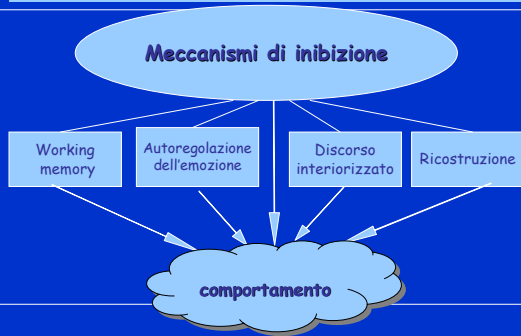 Meccanismi di inibizione
Working
memory
Autoregolazione
dell'emozione
Discorso
interiorizzato
Ricostruzione
comportamento